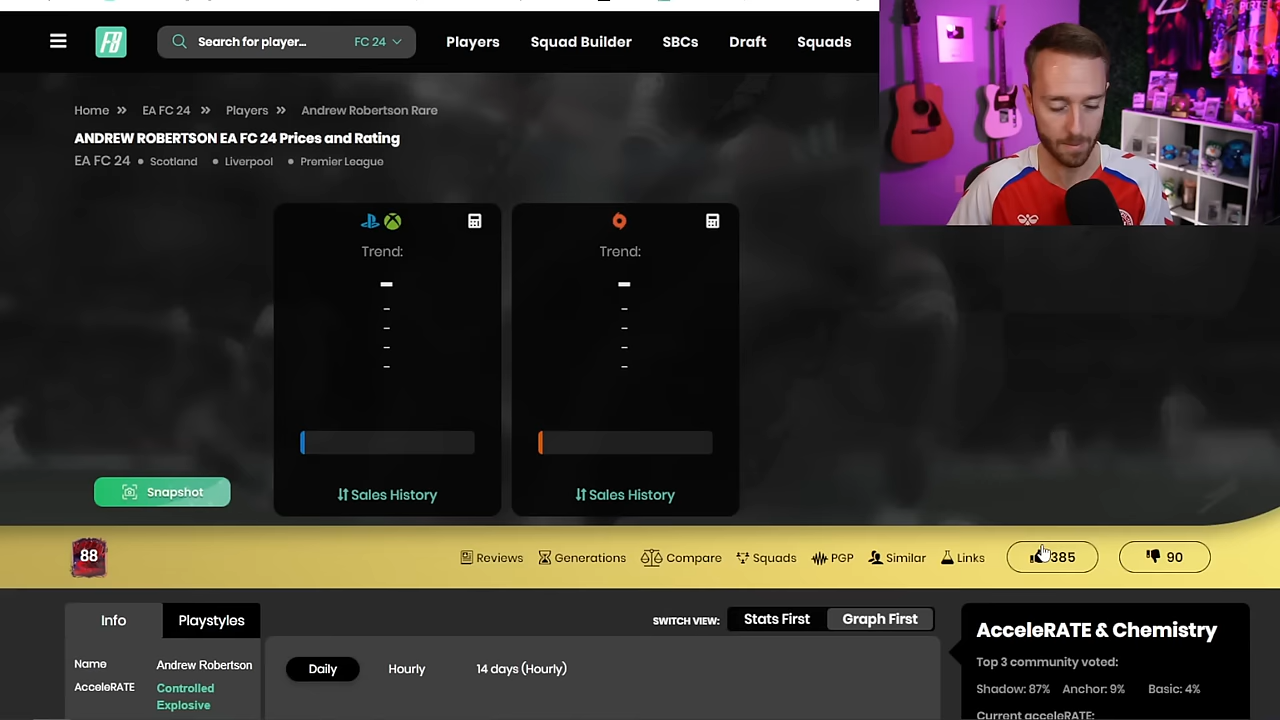 FB
Search for player...
FC 24
Players
Squad Builder
SBCs
Draft
Squads
Home » EA FC 24 » Players » Andrew Robertson Rare
ANDREW ROBERTSON EA FC 24 Prices and Rating
EA FC 24 • Scotland • Liverpool • Premier League
Trend:
Trend:
-
-
-
-
-
-
-
-
-
-
Sales History
Sales History
Snapshot
88
Reviews
Generations
Compare
Squads
PGP
Similar
Links
385
90
Info
Playstyles
SWITCH VIEW:
Stats First
Graph First
AcceleRATE & Chemistry
Name Andrew Robertson
Daily
Hourly
14 days (Hourly)
Top 3 community voted:
AcceleRATE Controlled
Explosive
Shadow: 87% Anchor: 9% Basic: 4%
Current acceleRATE: